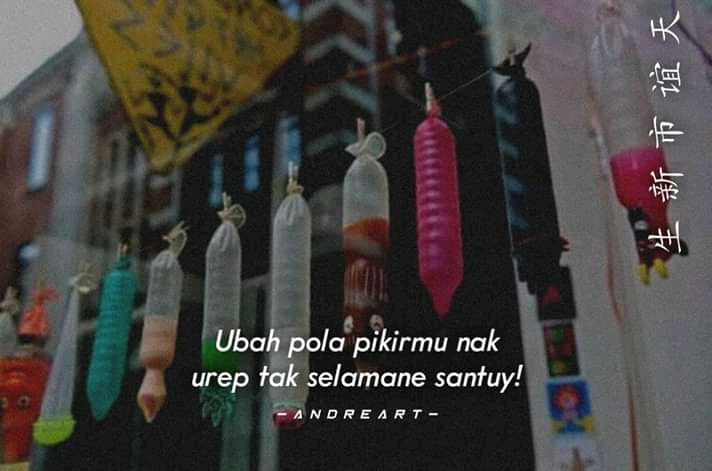 天谊市新生
Ubah pola pikirmu nak
urep tak selamane santuy!
-ANDREART-